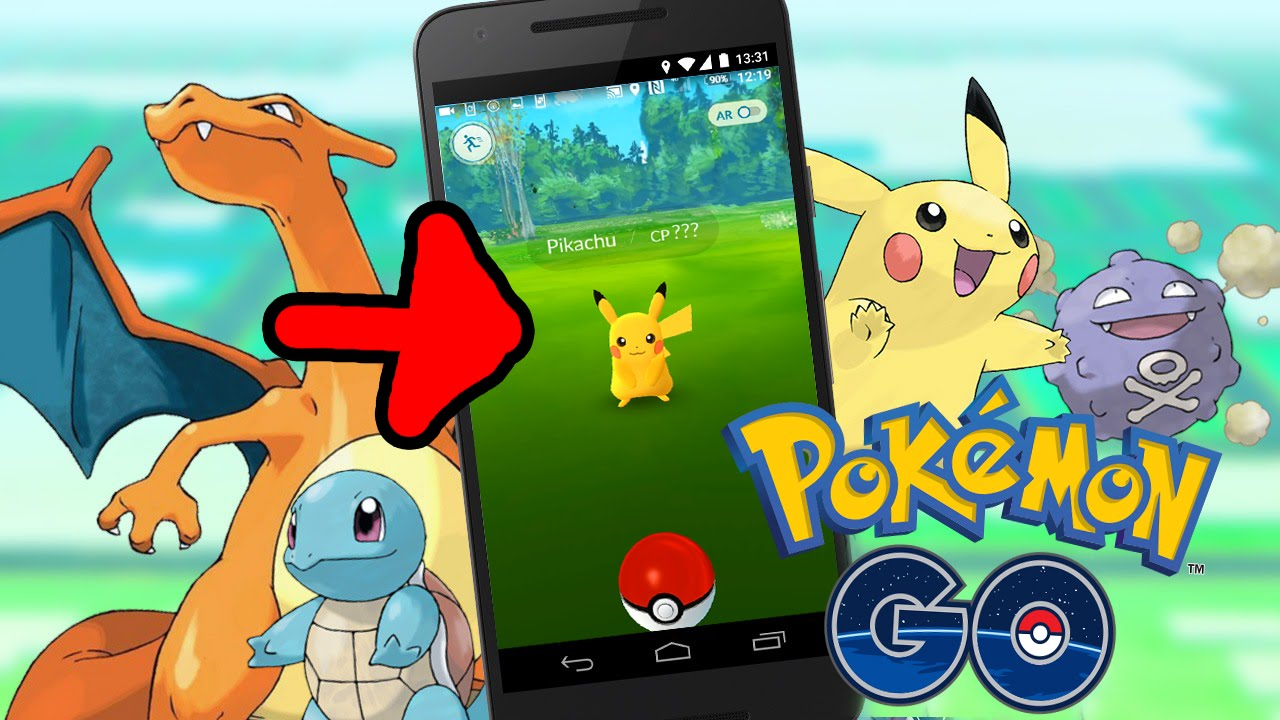 13:31
90% 12:19
AR
Pikachu / CP???
POKéMON
TM
GO